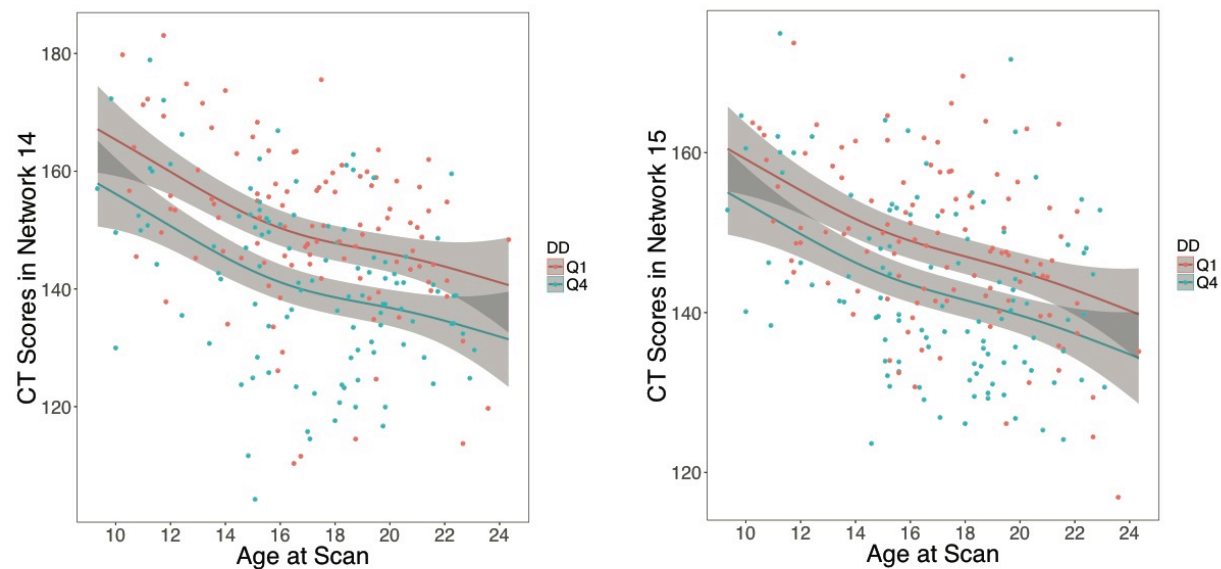 CT Scores in Network 14
180
160
140
120
10 12 14 16 18 20 22 24
Age at Scan
DD
Q1
Q4
CT Scores in Network 15
160
140
120
10 12 14 16 18 20 22 24
Age at Scan
DD
Q1
Q4